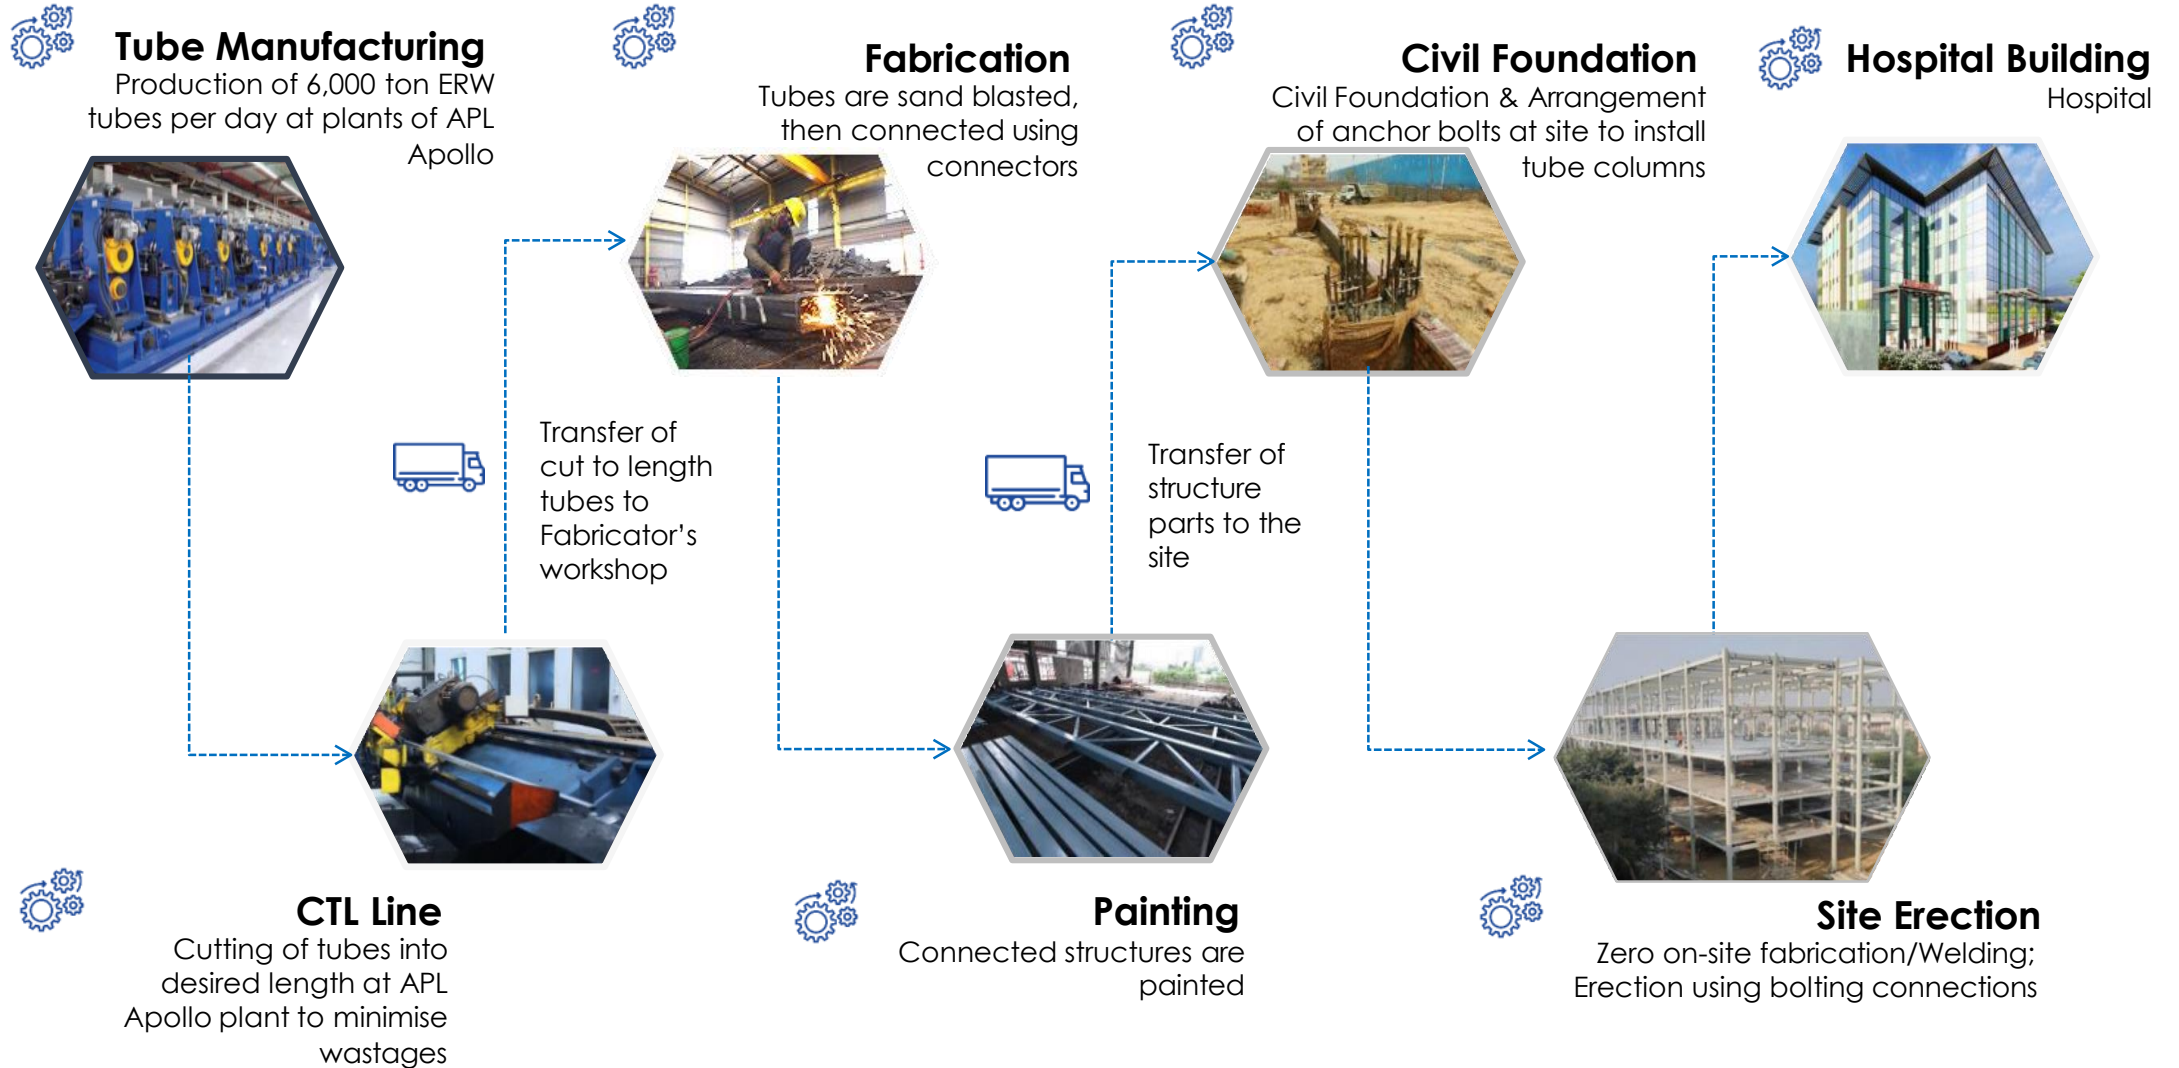 Tube Manufacturing
Production of 6,000 ton ERW
tubes per day at plants of APL
Apollo
Fabrication
Tubes are sand blasted,
then connected using
connectors
Civil Foundation
Civil Foundation & Arrangement
of anchor bolts at site to install
tube columns
Hospital Building
Hospital
Transfer of
cut to length
tubes to
Fabricator’s
workshop
Transfer of
structure
parts to the
site
CTL Line
Cutting of tubes into
desired length at APL
Apollo plant to minimise
wastages
Painting
Connected structures are
painted
Site Erection
Zero on-site fabrication/Welding;
Erection using bolting connections